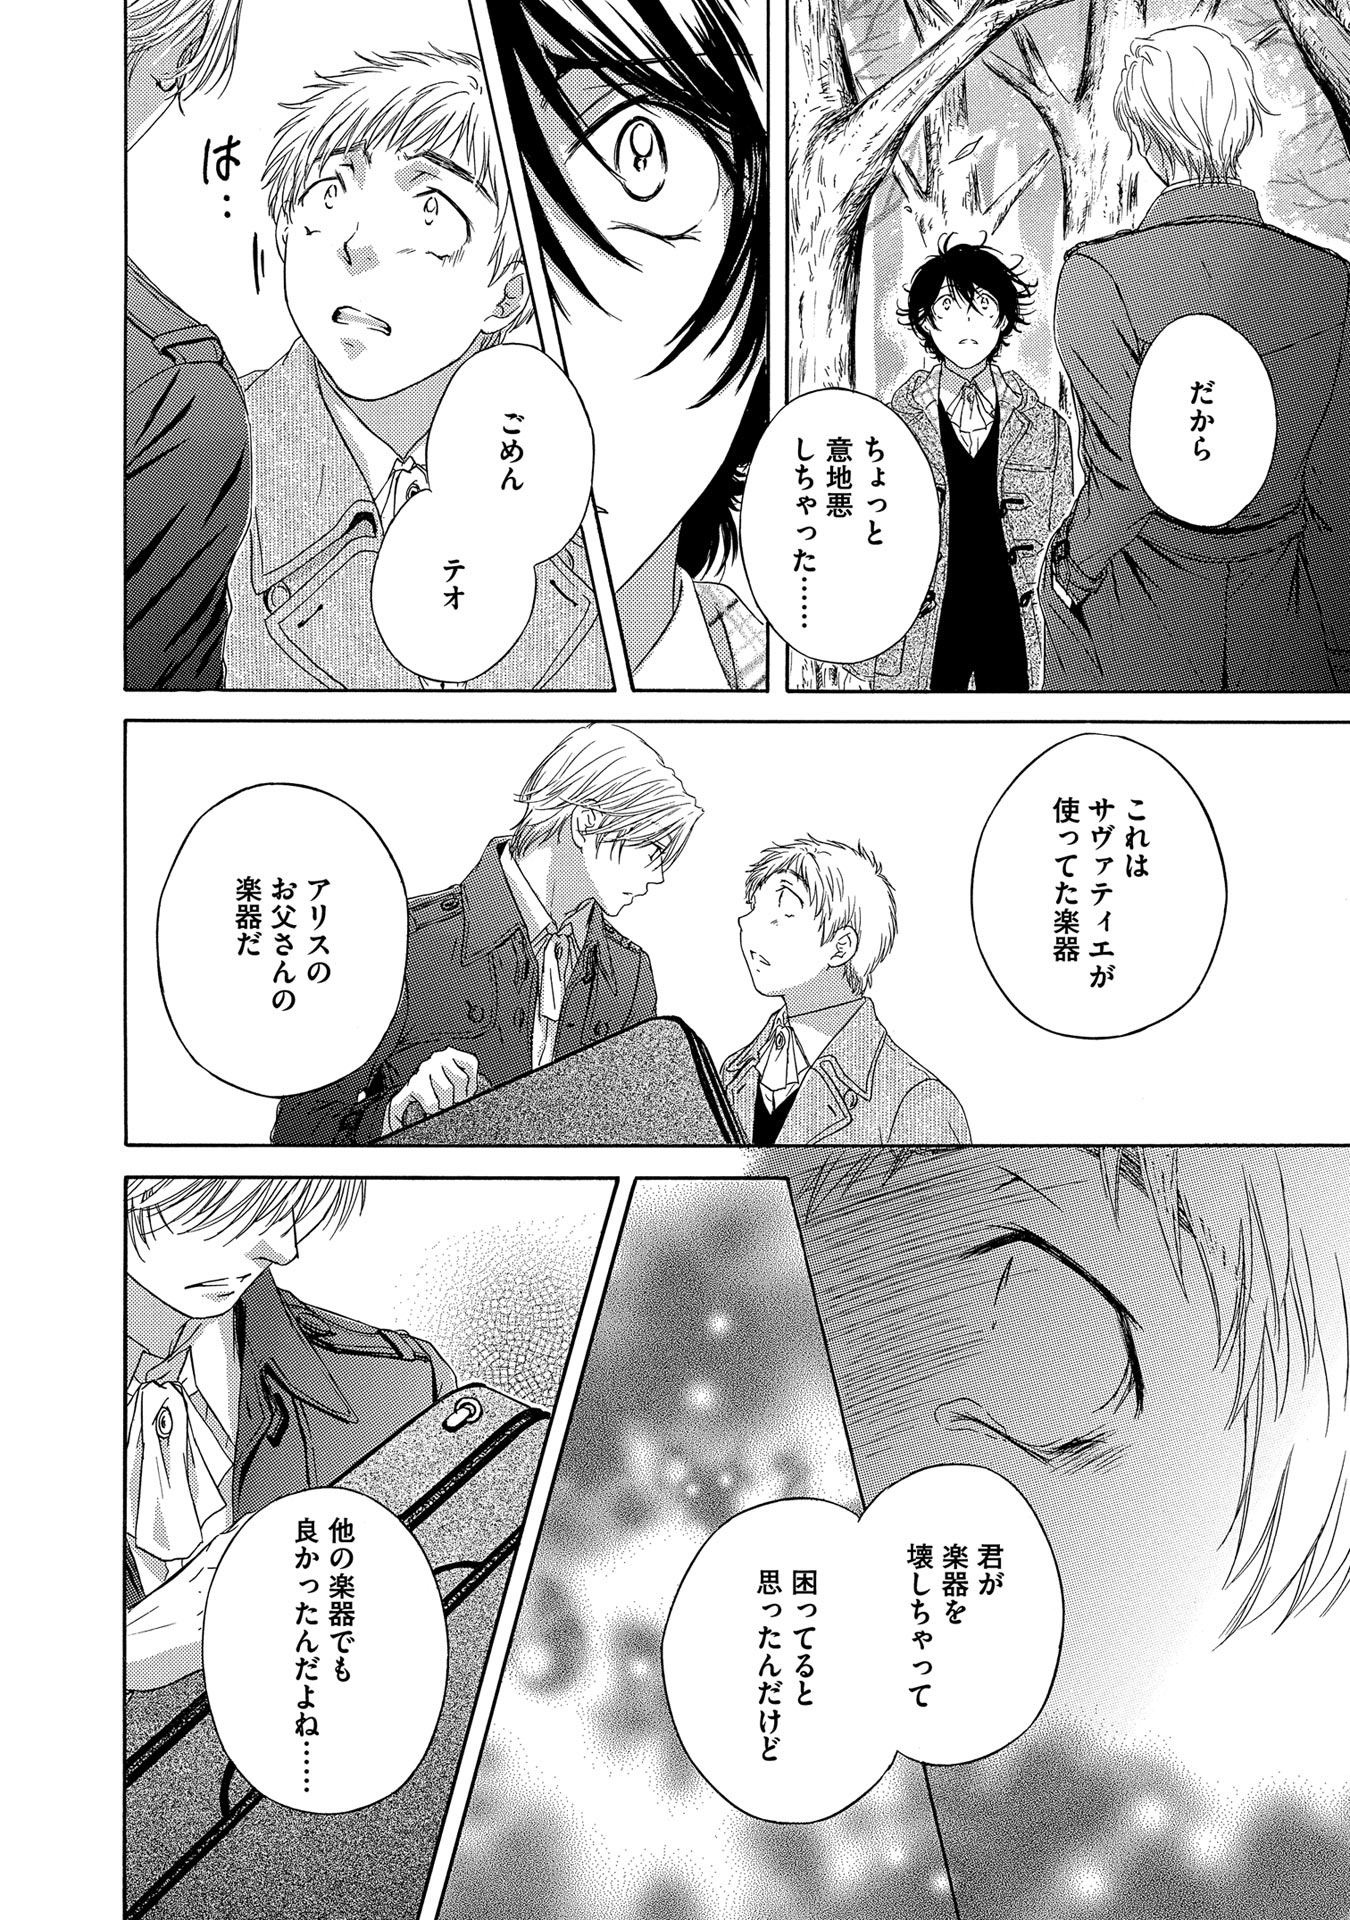 だから
ちょっと
意地悪
しちゃった……
ごめん
テオ
は…
これは
サヴァティエが
使ってた楽器
アリスの
お父さんの
楽器だ
君が
楽器を
壊しちゃって
困ってると
思ったんだけど
他の楽器でも
良かったんだよね……